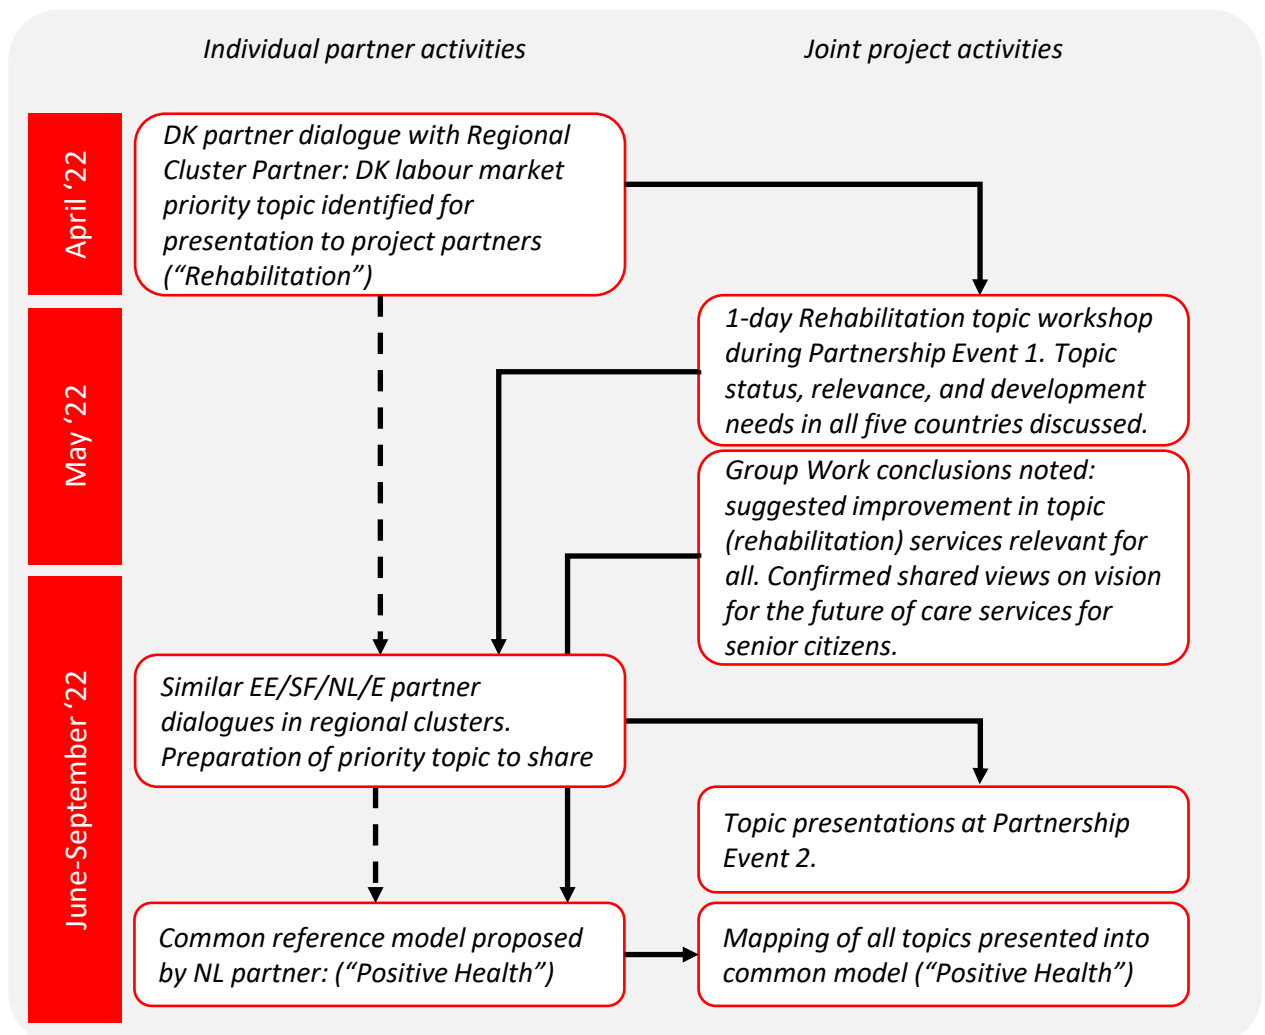 Individual partner activities
Joint project activities
April ‘22
DK partner dialogue with Regional
Cluster Partner: DK labour market
priority topic identified for
presentation to project partners
(“Rehabilitation”)
May ‘22
1-day Rehabilitation topic workshop
during Partnership Event 1. Topic
status, relevance, and development
needs in all five countries discussed.
Group Work conclusions noted:
suggested improvement in topic
(rehabilitation) services relevant for
all. Confirmed shared views on vision
for the future of care services for
senior citizens.
June-September ‘22
Similar EE/SF/NL/E partner
dialogues in regional clusters.
Preparation of priority topic to share
Topic presentations at Partnership
Event 2.
Common reference model proposed
by NL partner: (“Positive Health”)
Mapping of all topics presented into
common model (“Positive Health”)